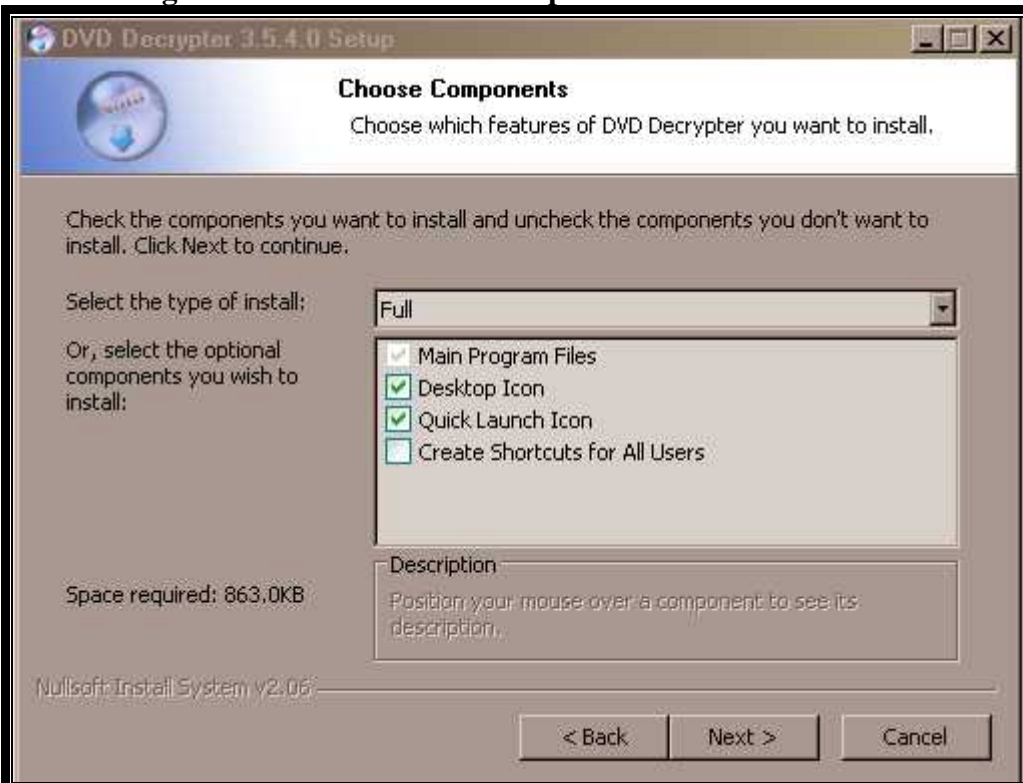 DVD Decrypter 3.5.4.0 Setup
Choose Components
Choose which features of DVD Decrypter you want to install.
Check the components you want to install and uncheck the components you don't want to
install. Click Next to continue.
Select the type of install:
Full
Or, select the optional
components you wish to
install:
Main Program Files
Desktop Icon
Quick Launch Icon
Create Shortcuts for All Users
Space required: 863.0KB
Description
Position your mouse over a component to see its
description.
Nullsoft Install System v2.06
< Back
Next >
Cancel